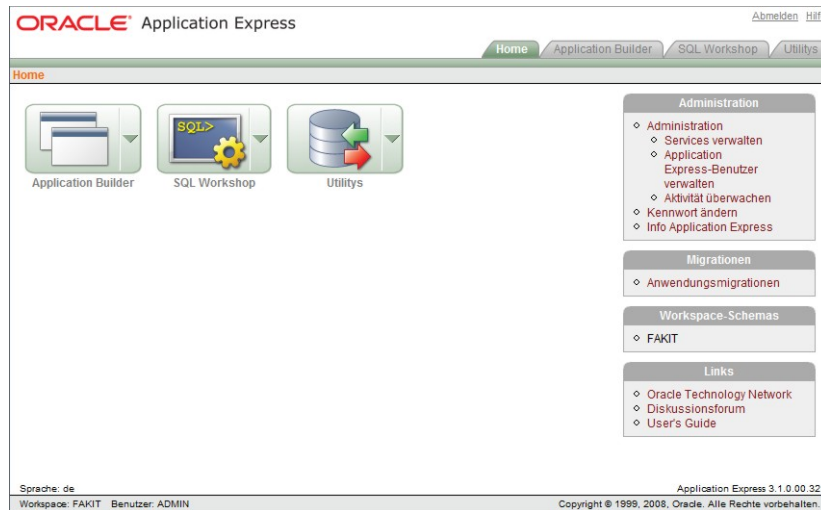 ORACLE Application Express
Abmelden Hilf
Home Application Builder SQL Workshop Utilitys
Home
SQL>
Application Builder SQL Workshop Utilitys
Administration
Administration
Services verwalten
Application
Express-Benutzer
verwalten
Aktivität überwachen
Kennwort ändern
Info Application Express
Migrationen
Anwendungsmigrationen
Workspace-Schemas
FAKIT
Links
Oracle Technology Network
Diskussionsforum
User's Guide
Sprache: de
Application Express 3.1.0.00.32
Workspace: FAKIT Benutzer: ADMIN
Copyright © 1999, 2008, Oracle. Alle Rechte vorbehalten.